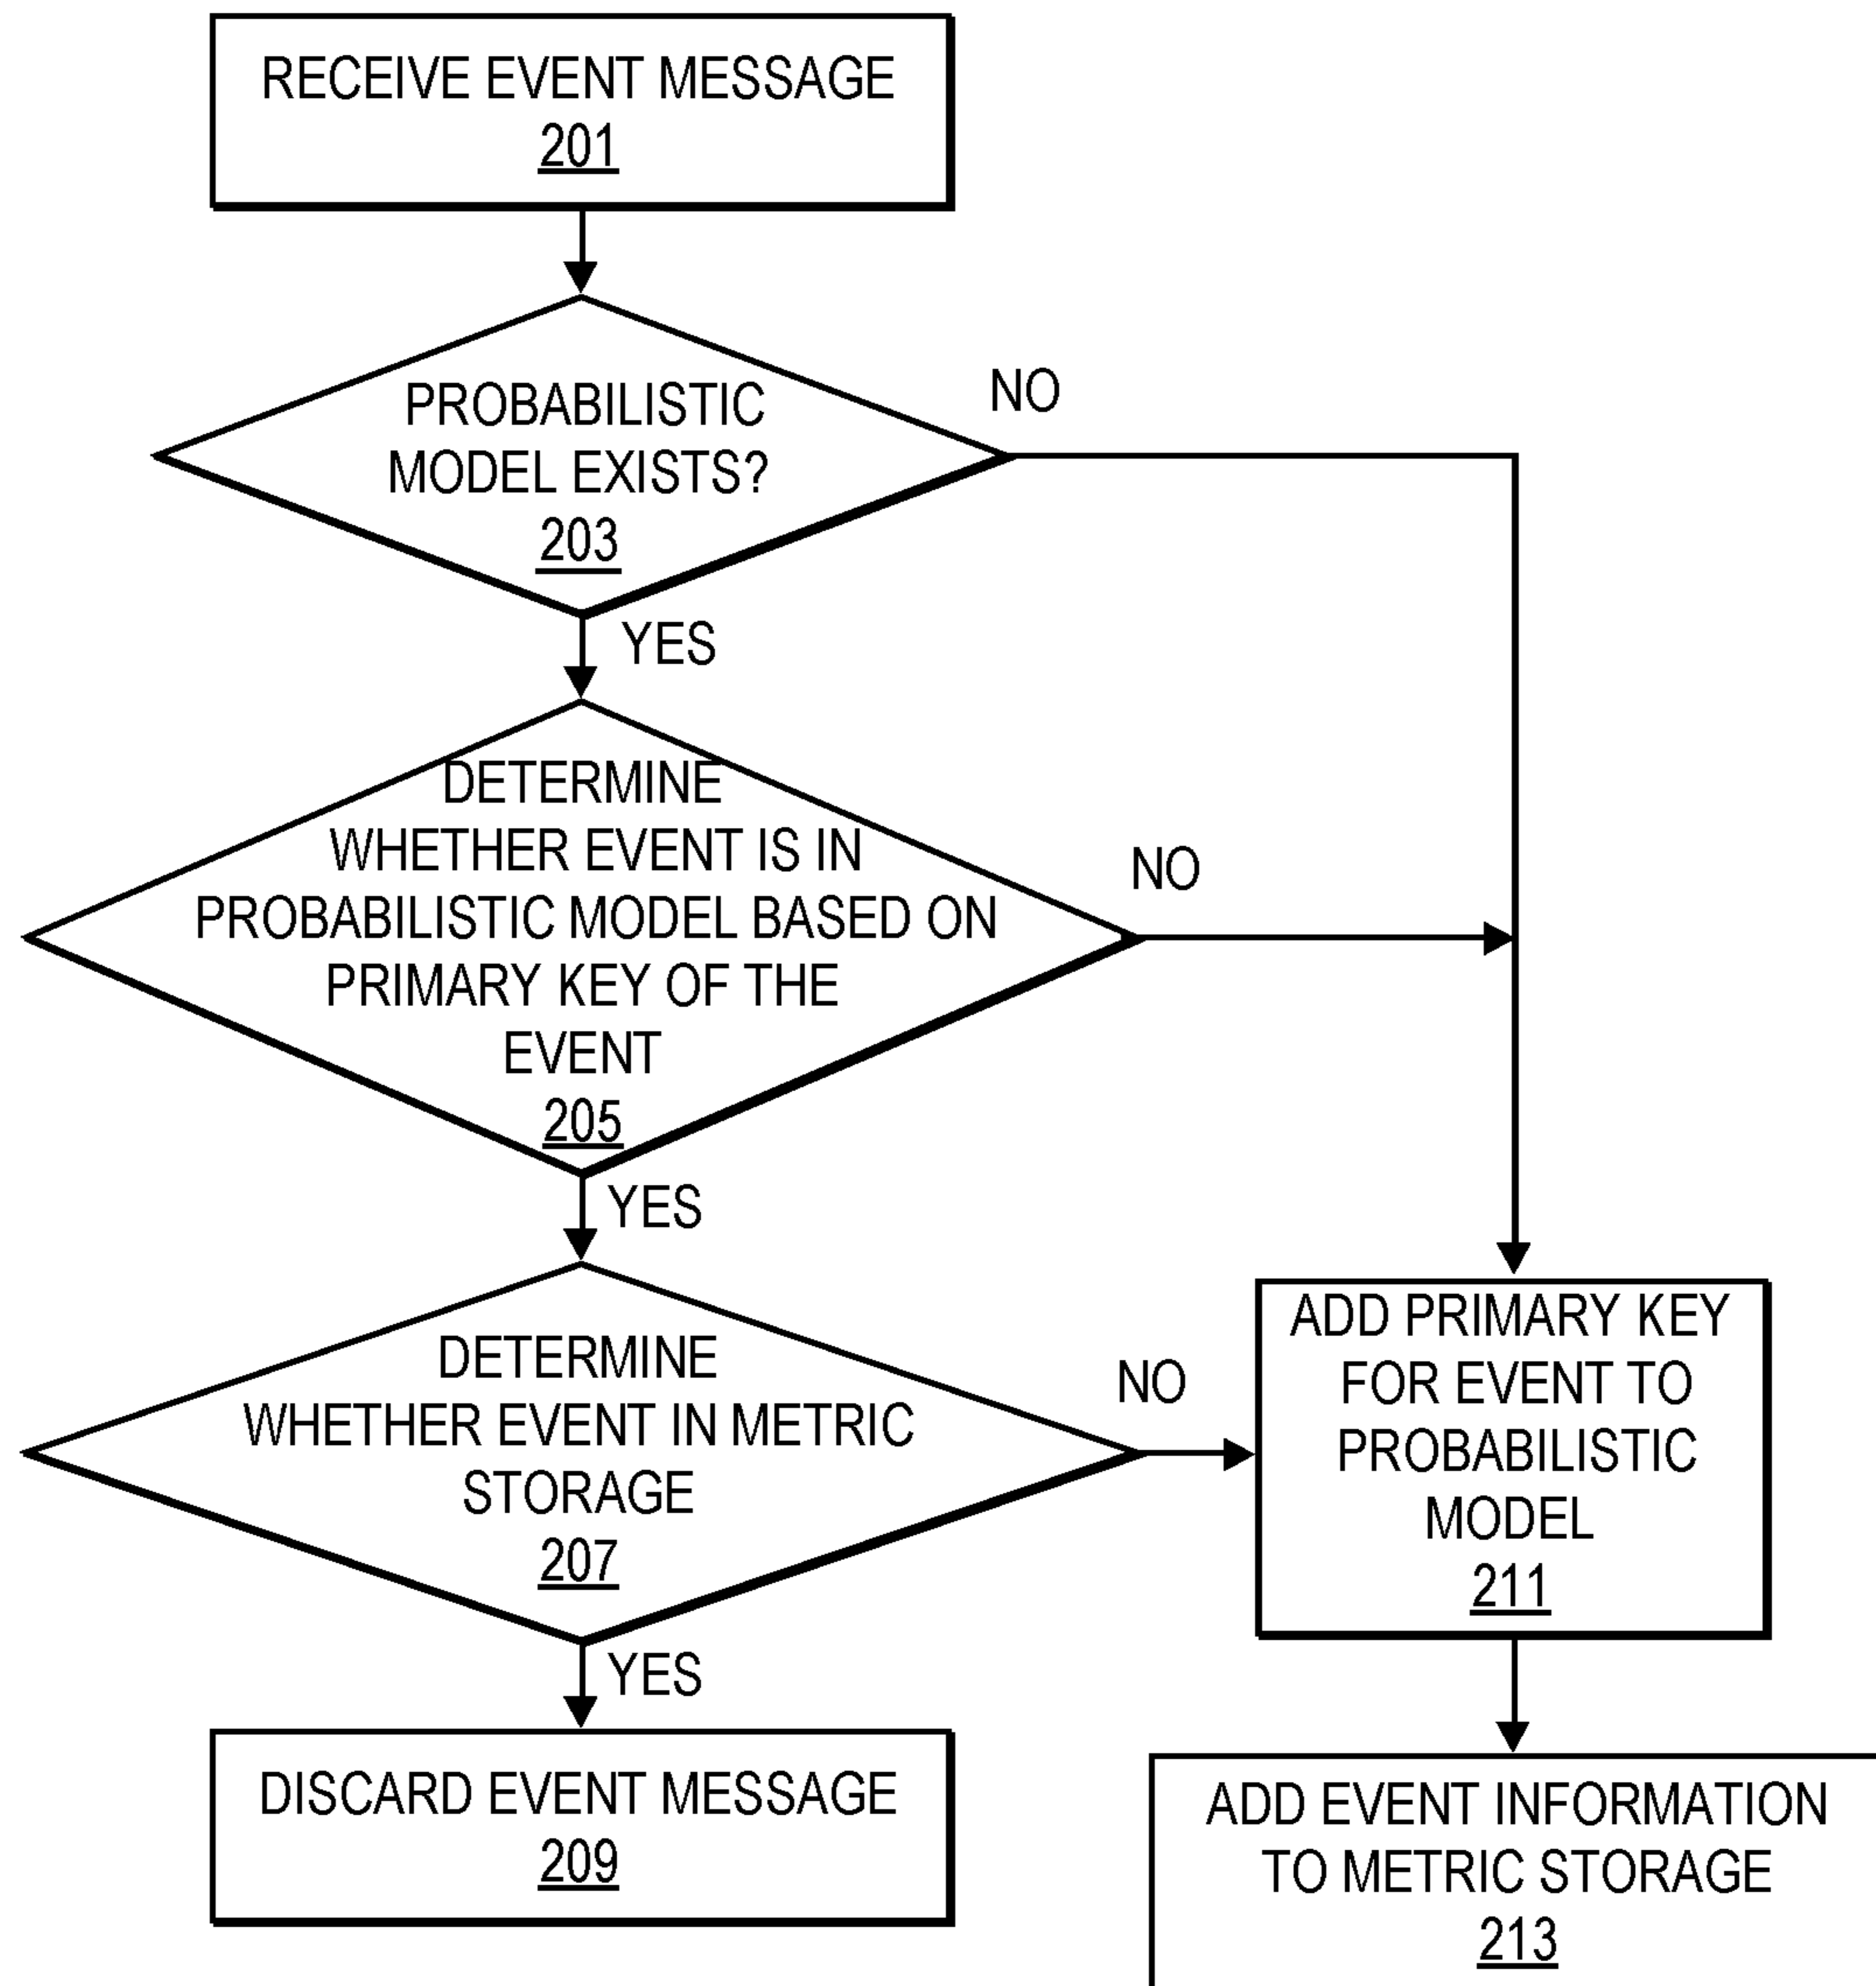 RECEIVE EVENT MESSAGE
201
PROBABILISTIC
MODEL EXISTS?
203
NO
YES
DETERMINE
WHETHER EVENT IS IN
PROBABILISTIC MODEL BASED ON
PRIMARY KEY OF THE
EVENT
205
NO
YES
DETERMINE
WHETHER EVENT IN METRIC
STORAGE
207
NO
YES
DISCARD EVENT MESSAGE
209
ADD PRIMARY KEY
FOR EVENT TO
PROBABILISTIC
MODEL
211
ADD EVENT INFORMATION
TO METRIC STORAGE
213